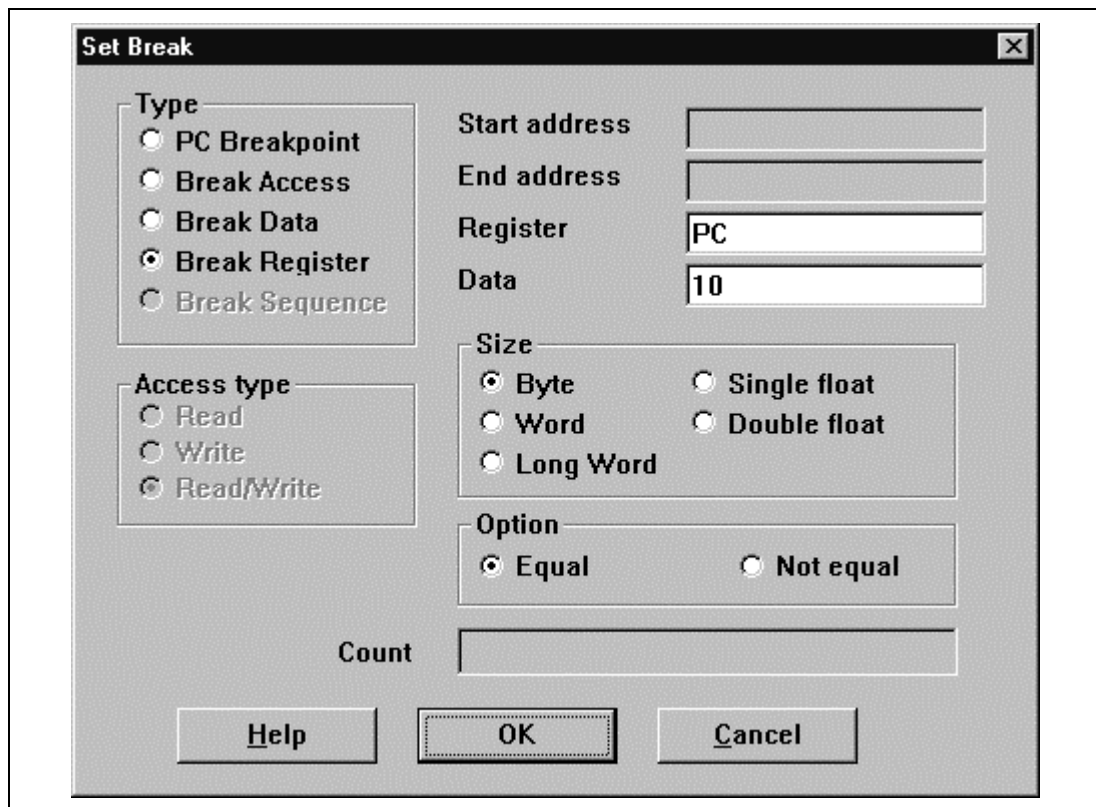 Set Break
Type
PC Breakpoint
Break Access
Break Data
Break Register
Break Sequence
Access type
Read
Write
Read/Write
Start address
End address
Register PC
Data 10
Size
Byte Single float
Word Double float
Long Word
Option
Equal Not equal
Count
Help OK Cancel